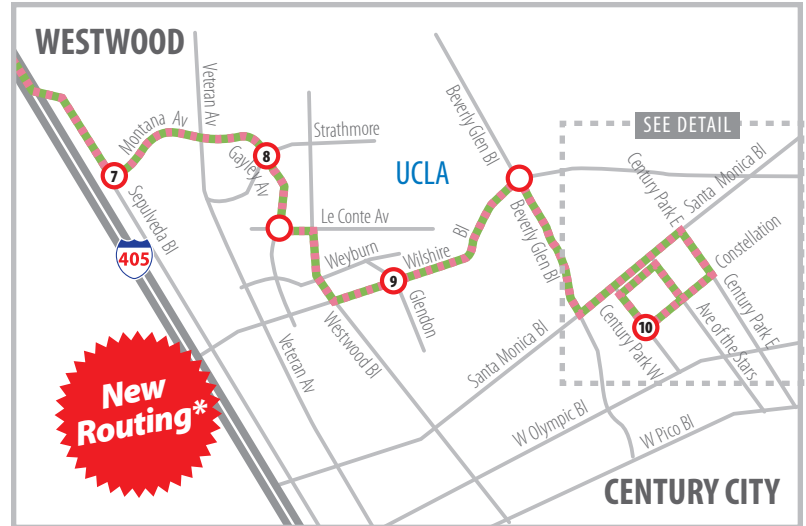 WESTWOOD
Veteran Av
Montana Av
8
Strathmore
Gayley Av
7
UCLA
Beverly Glen Bl
SEE DETAIL
Century Park E
Santa Monica Bl
Le Conte Av
Sepulveda Bl
405
Weyburn
Wilshire Bl
Beverly Glen Bl
Constellation
9
Glendon
Westwood Bl
Veteran Av
Santa Monica Bl
10
Century Park W
Ave of the Stars
Century Park E
New
Routing*
W Olympic Bl
W Pico Bl
CENTURY CITY